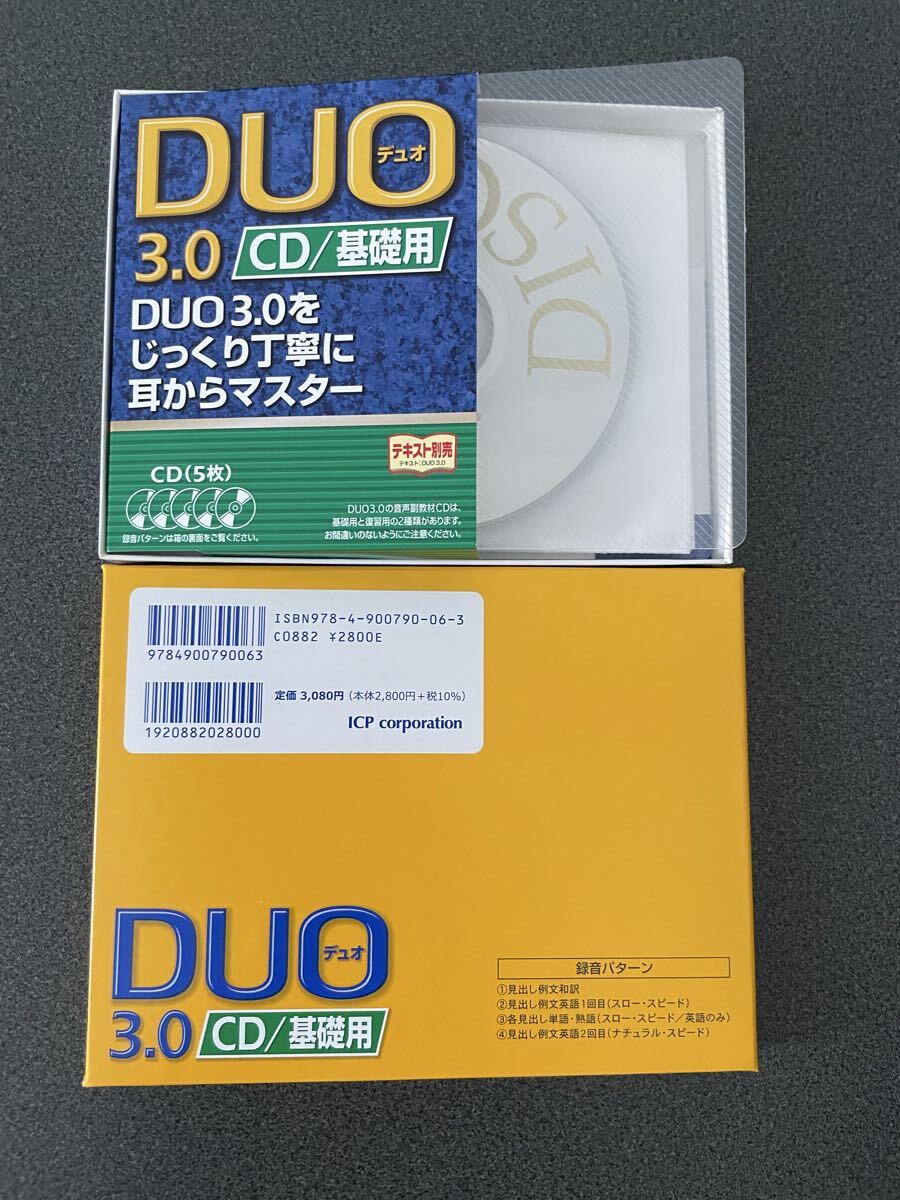 DUO
デュオ
3.0 CD/基礎用
DUO 3.0を
じっくり丁寧に
耳からマスター
CD(5枚)
録音パターンは箱の裏面をご覧ください。
テキスト別売
テキスト:DUO 3.0
DUO3.0の音声副教材CDは、
基礎用と復習用の2種類があります。
お間違いのないようにご注意ください。
DISC
ISBN978-4-900790-06-3
C0882 ¥2800E
9784900790063
定価 3,080円(本体2,800円+税10%)
ICP corporation
1920882028000
DUO
デュオ
3.0 CD/基礎用
録音パターン
①見出し例文和訳
②見出し例文英語1回目(スロー・スピード)
③各見出し単語・熟語(スロー・スピード/英語のみ)
④見出し例文英語2回目(ナチュラル・スピード)